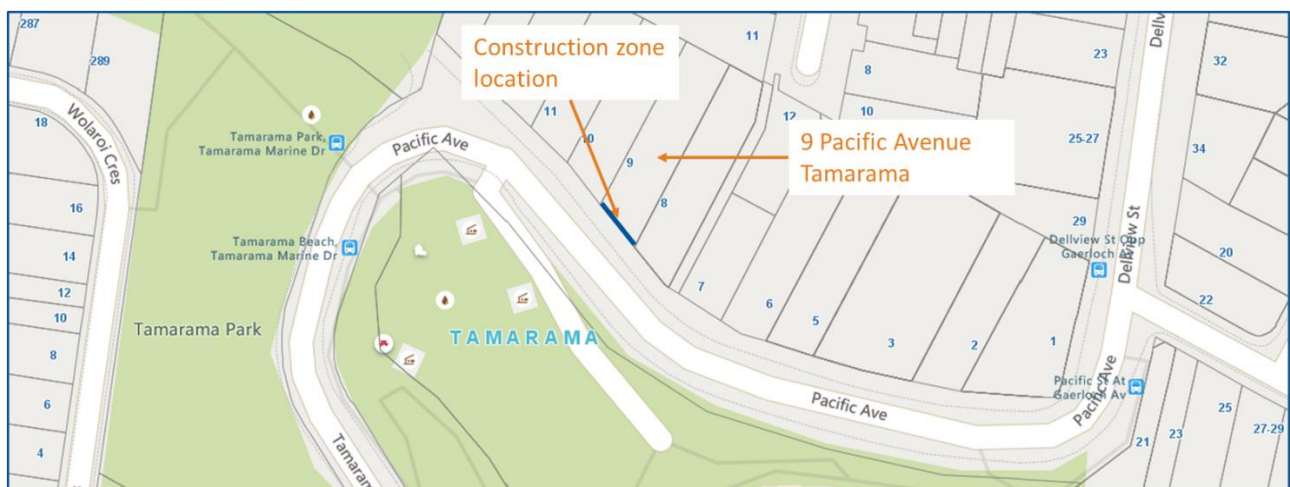 287
289
18
Wolaroi Cres
16
14
12
10
8
6
4
Tamarama Park,
Tamarama Marine Dr
Tamarama Beach,
Tamarama Marine Dr
Tamarama Park
Pacific Ave
TAMARAMA
Construction zone
location
11
10
9
8
9 Pacific Avenue
Tamarama
11
12
8
10
7
6
5
3
2
1
23
25-27
29
Dellview St Opp
Gaerloch Av
Dellview St
32
34
20
22
Pacific Ave
Pacific Ave
Pacific St At
Gaerloch Av
21
23
25
27-29